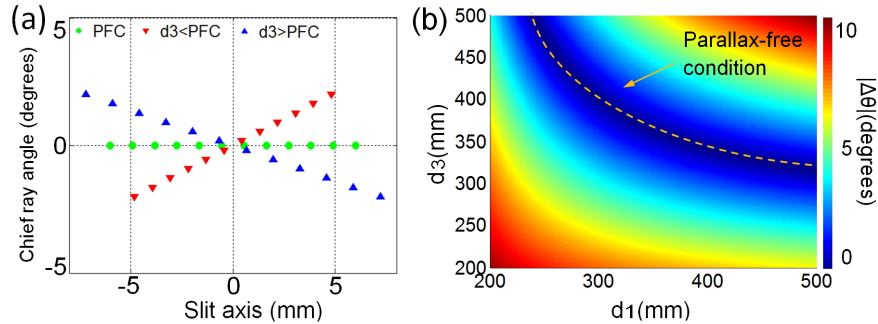 (a)
5
PFC
d3<PFC
d3>PFC
Chief ray angle (degrees)
0
-5
-5
0
5
Slit axis (mm)
(b)
500
450
400
350
300
250
200
d3(mm)
Parallax-free
condition
200
300
400
500
d1(mm)
10
5
0
|Δθ|(degrees)